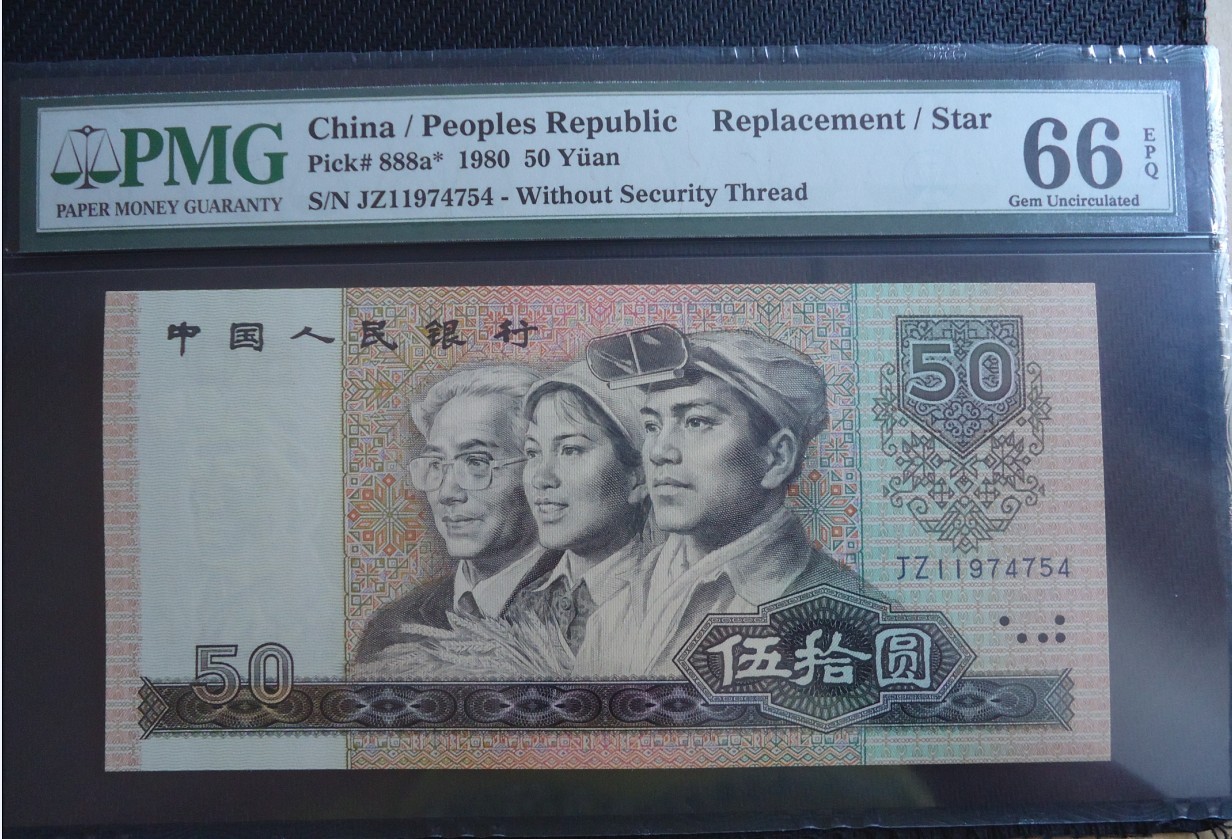 PMG
PAPER MONEY GUARANTY
China / Peoples Republic Replacement / Star
Pick# 888a* 1980 50 Yüan
S/N JZ11974754 - Without Security Thread
66
EPQ
Gem Uncirculated
中国人民银行
50
JZ11974754
50
伍拾圆